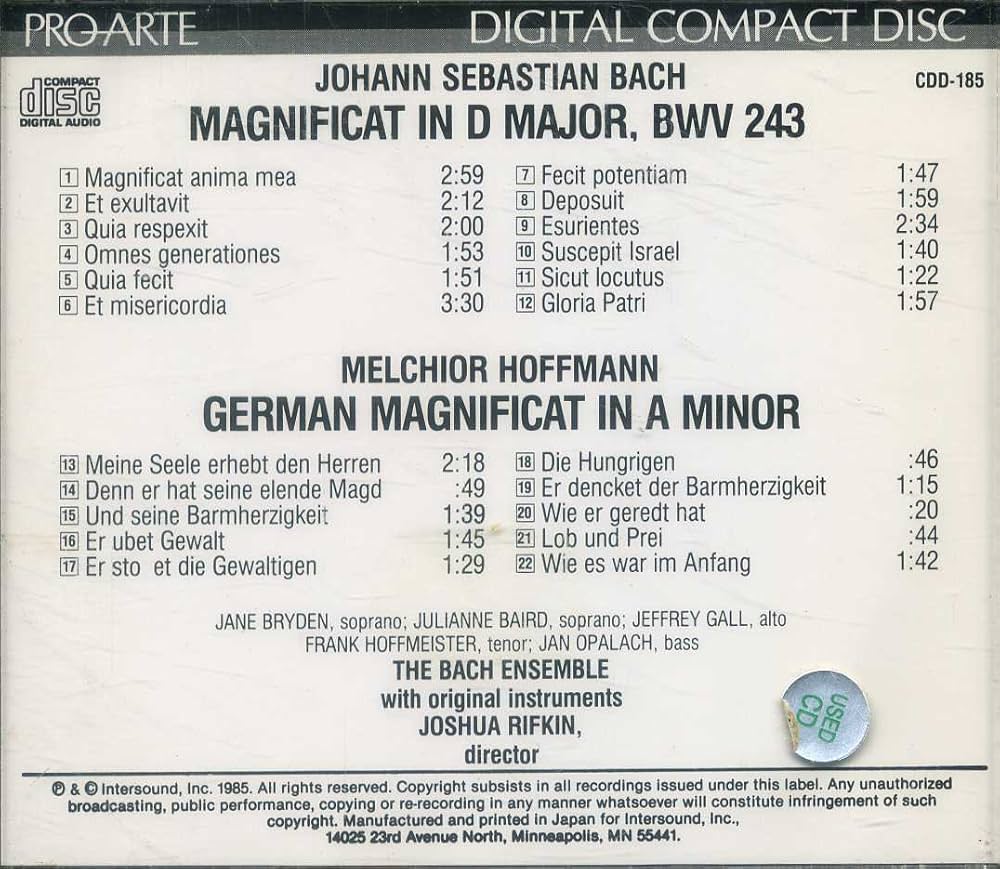 PRO ARTE
DIGITAL COMPACT DISC
COMPACT
disc
DIGITAL AUDIO
JOHANN SEBASTIAN BACH
CDD-185
MAGNIFICAT IN D MAJOR, BWV 243
1 Magnificat anima mea 2:59
2 Et exultavit 2:12
3 Quia respexit 2:00
4 Omnes generationes 1:53
5 Quia fecit 1:51
6 Et misericordia 3:30
7 Fecit potentiam 1:47
8 Deposuit 1:59
9 Esurientes 2:34
10 Suscepit Israel 1:40
11 Sicut locutus 1:22
12 Gloria Patri 1:57
MELCHIOR HOFFMANN
GERMAN MAGNIFICAT IN A MINOR
13 Meine Seele erhebt den Herren 2:18
14 Denn er hat seine elende Magd :49
15 Und seine Barmherzigkeit 1:39
16 Er ubet Gewalt 1:45
17 Er sto et die Gewaltigen 1:29
18 Die Hungrigen :46
19 Er dencket der Barmherzigkeit 1:15
20 Wie er geredt hat :20
21 Lob und Prei :44
22 Wie es war im Anfang 1:42
JANE BRYDEN, soprano; JULIANNE BAIRD, soprano; JEFFREY GALL, alto
FRANK HOFFMEISTER, tenor; JAN OPALACH, bass
THE BACH ENSEMBLE
with original instruments
JOSHUA RIFKIN,
director
USED
CD
℗ & © Intersound, Inc. 1985. All rights reserved. Copyright subsists in all recordings issued under this label. Any unauthorized
broadcasting, public performance, copying or re-recording in any manner whatsoever will constitute infringement of such
copyright. Manufactured and printed in Japan for Intersound, Inc.,
14025 23rd Avenue North, Minneapolis, MN 55441.